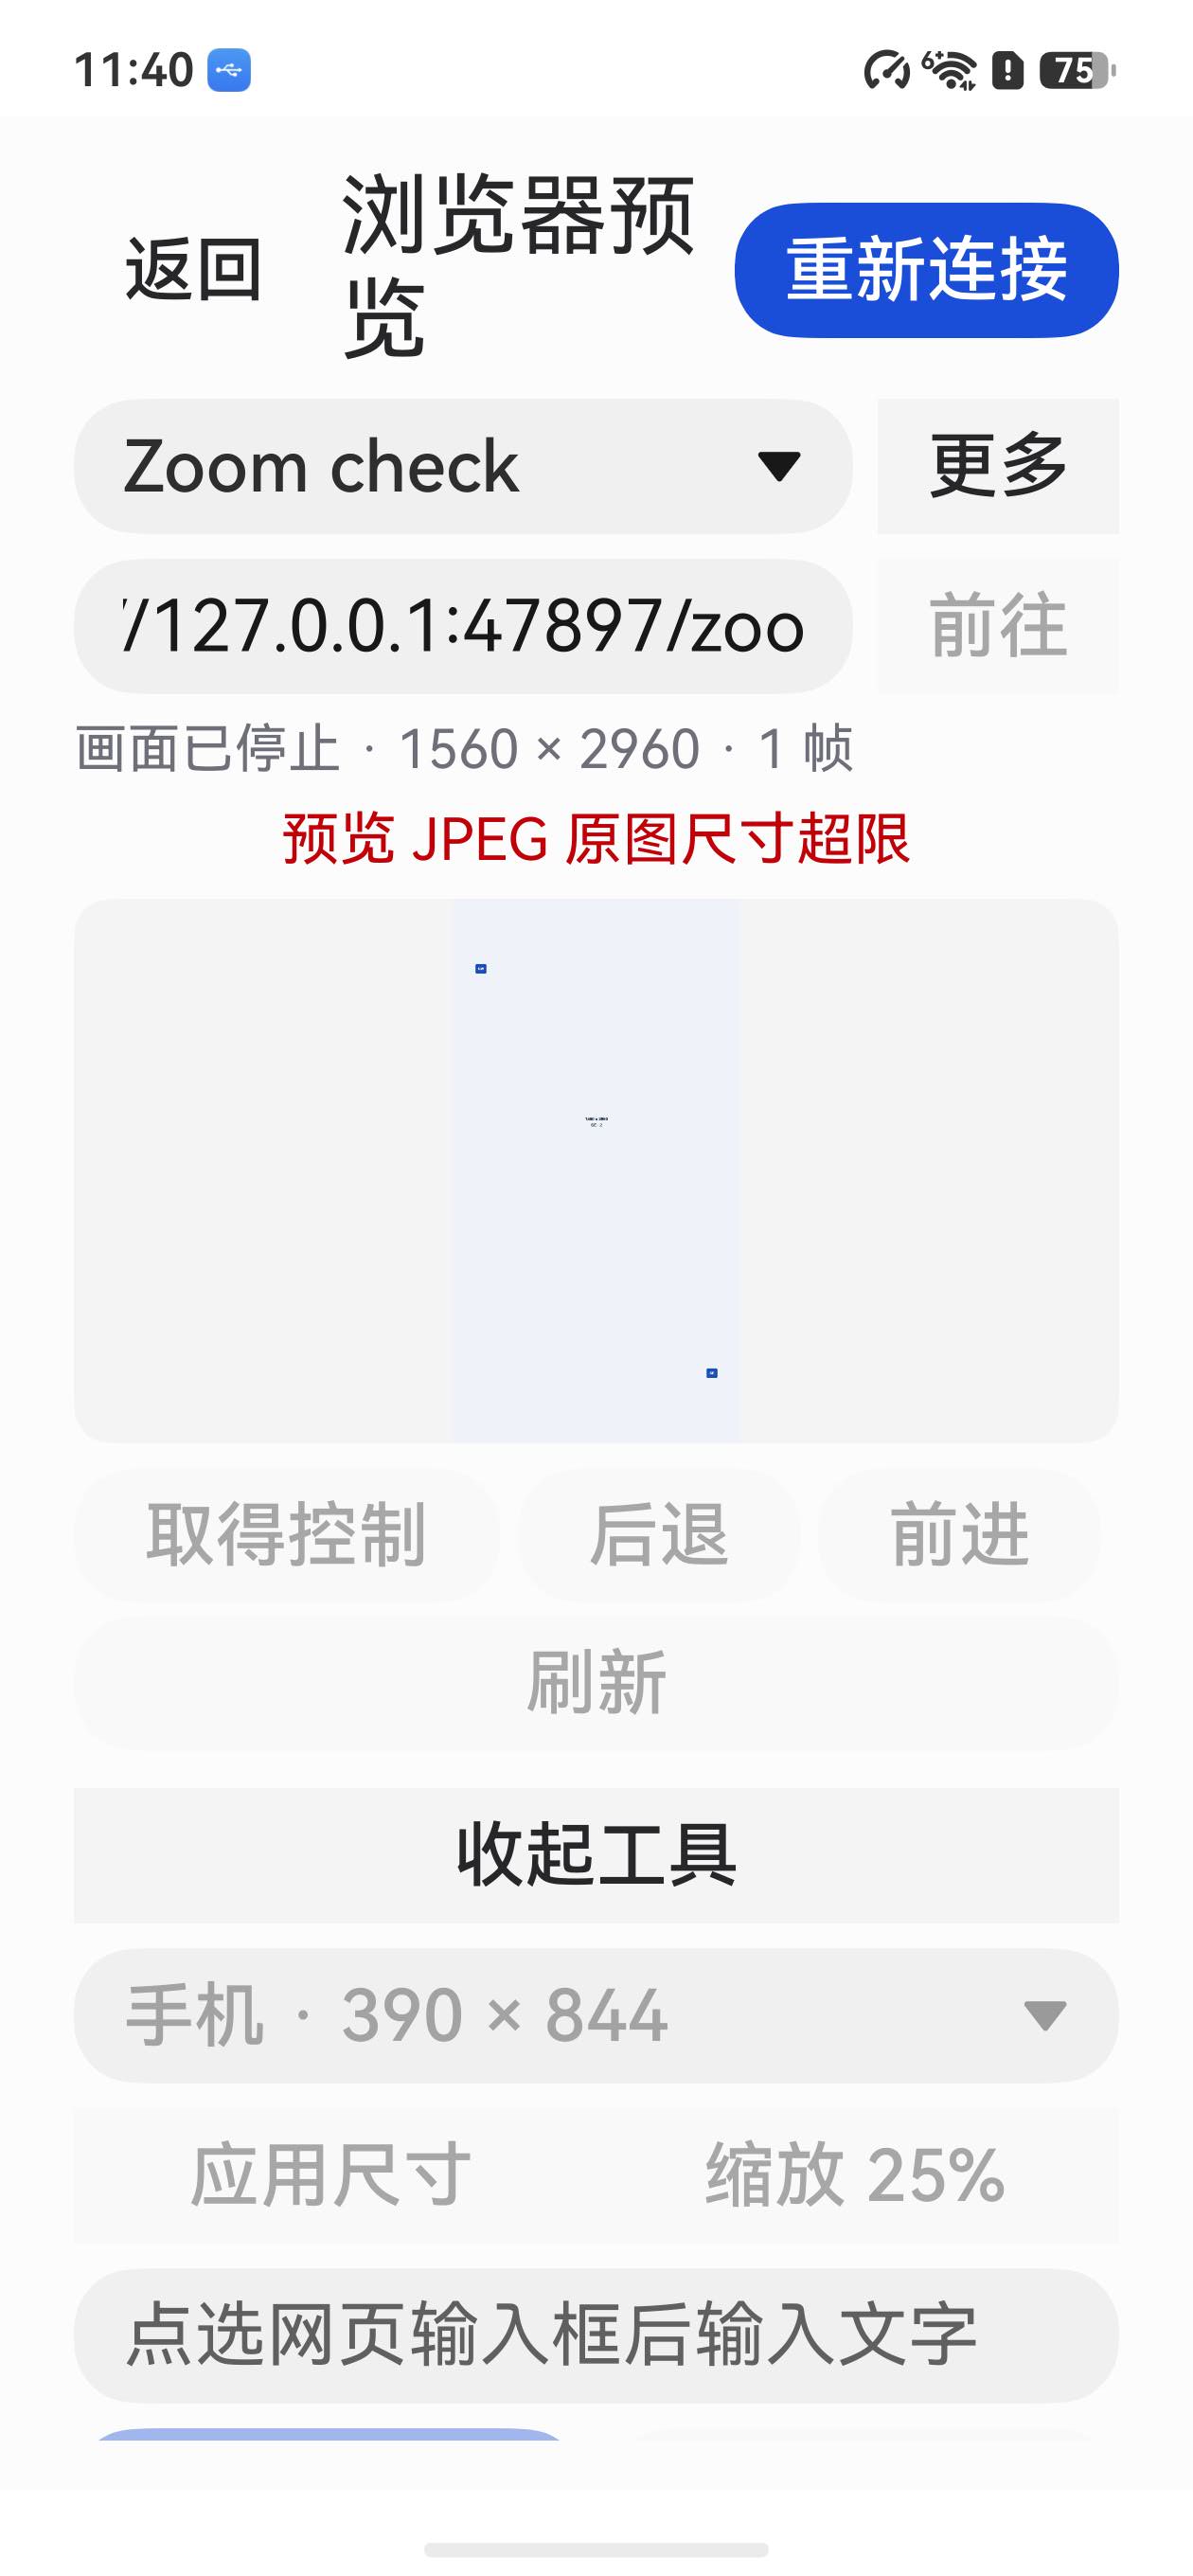 11:40
75
返回
浏览器预
览
重新连接
Zoom check
更多
/127.0.0.1:47897/zoo
前往
画面已停止 · 1560 × 2960 · 1 帧
预览 JPEG 原图尺寸超限
取得控制
后退
前进
刷新
收起工具
手机 · 390 × 844
应用尺寸
缩放 25%
点选网页输入框后输入文字